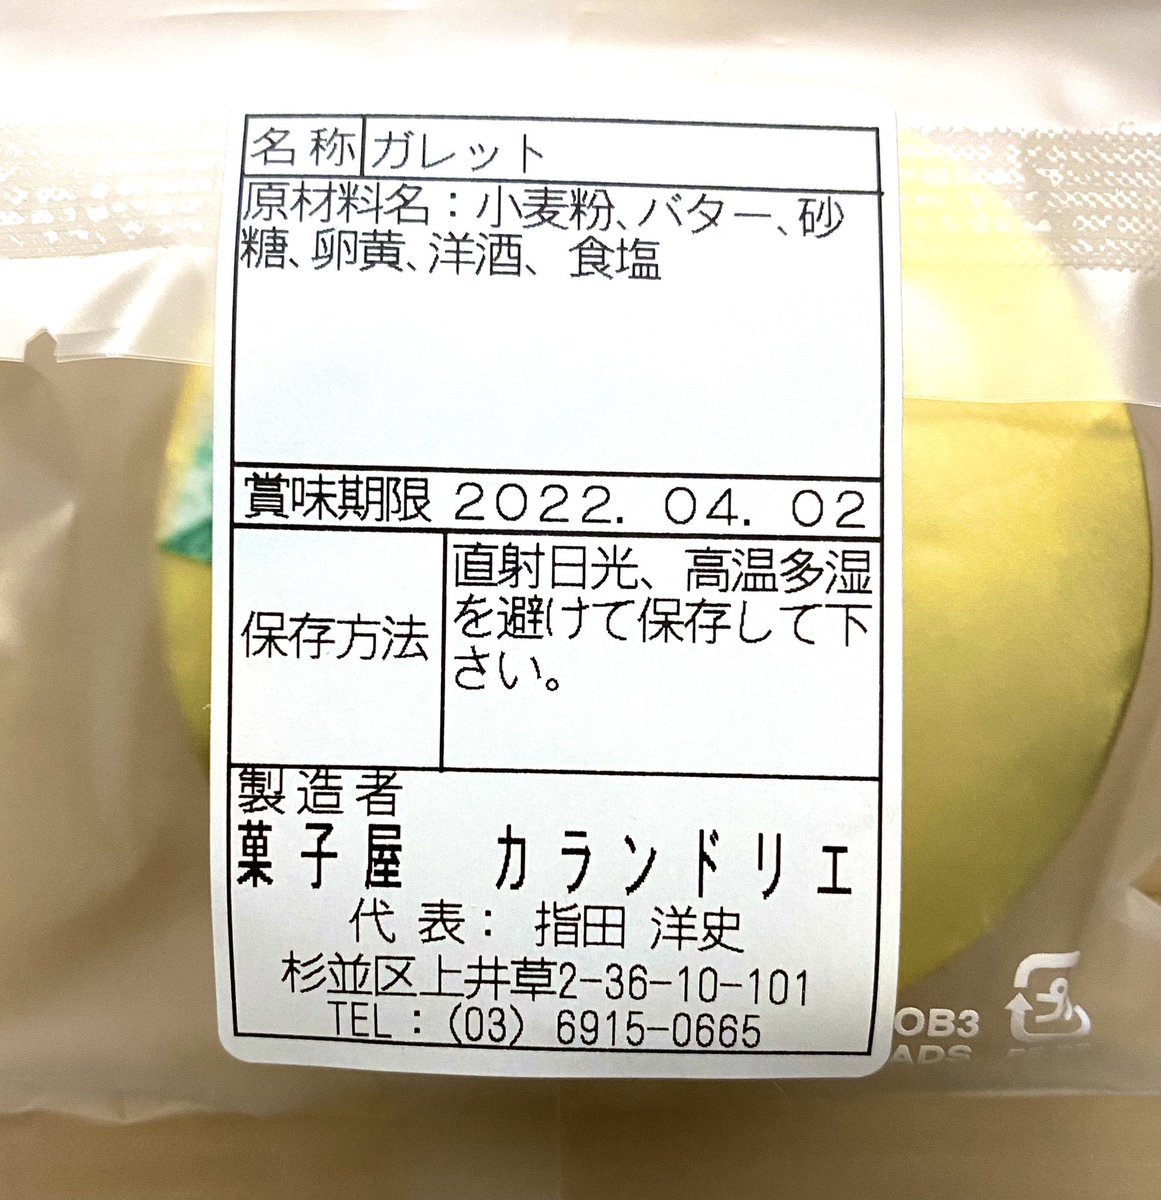 名称 ガレット
原材料名：小麦粉、バター、砂
糖、卵黄、洋酒、食塩
賞味期限 2022. 04. 02
保存方法
直射日光、高温多湿
を避けて保存して下
さい。
製造者
菓子屋 カランドリエ
代表： 指田 洋史
杉並区上井草2-36-10-101
TEL：(03) 6915-0665
OB3
プラ